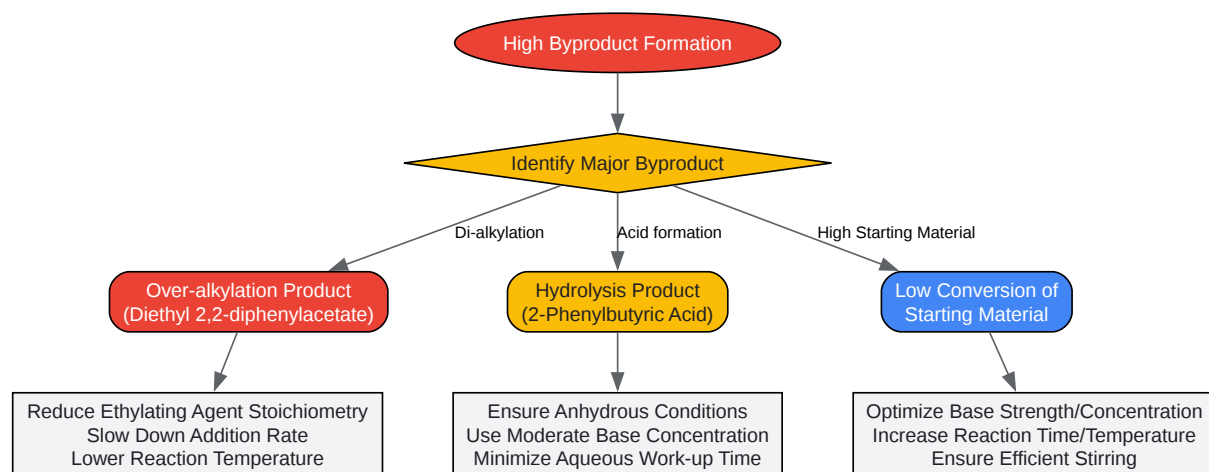 High Byproduct Formation
Identify Major Byproduct
Di-alkylation
Acid formation
High Starting Material
Over-alkylation Product
(Diethyl 2,2-diphenylacetate)
Hydrolysis Product
(2-Phenylbutyric Acid)
Low Conversion of
Starting Material
Reduce Ethylating Agent Stoichiometry
Slow Down Addition Rate
Lower Reaction Temperature
Ensure Anhydrous Conditions
Use Moderate Base Concentration
Minimize Aqueous Work-up Time
Optimize Base Strength/Concentration
Increase Reaction Time/Temperature
Ensure Efficient Stirring